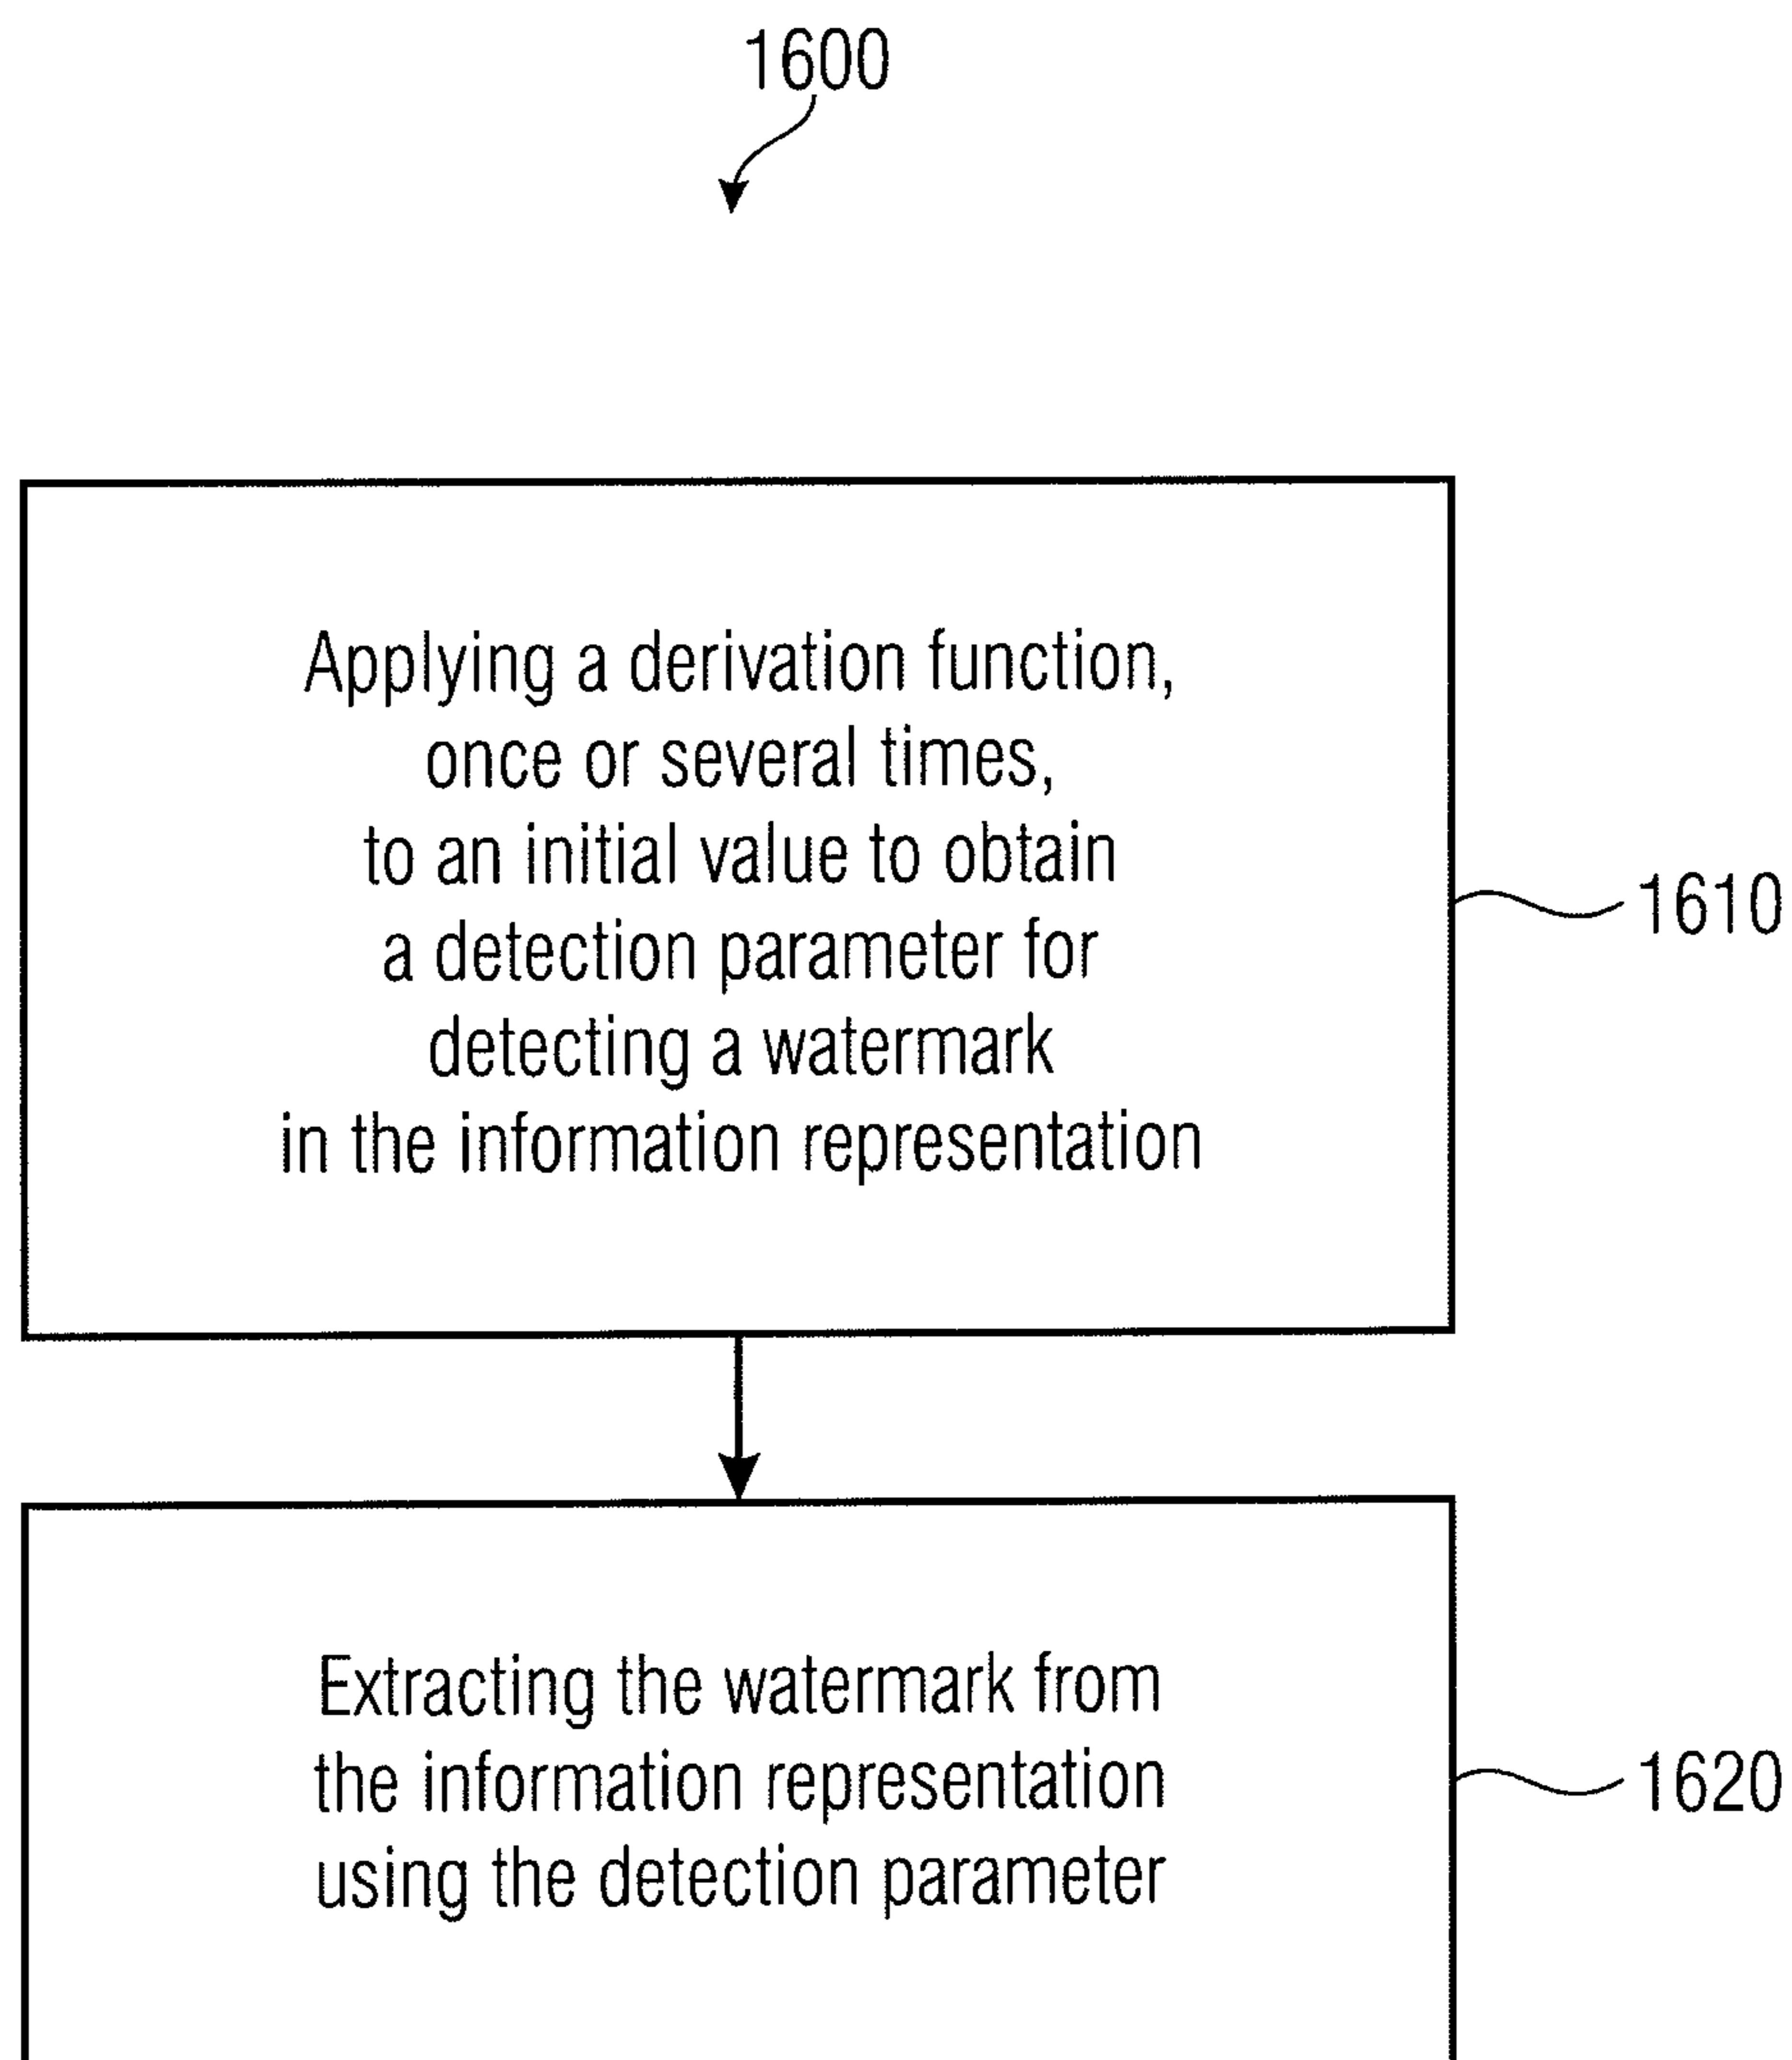 1600
Applying a derivation function,
once or several times,
to an initial value to obtain
a detection parameter for
detecting a watermark
in the information representation
1610
Extracting the watermark from
the information representation
using the detection parameter
1620